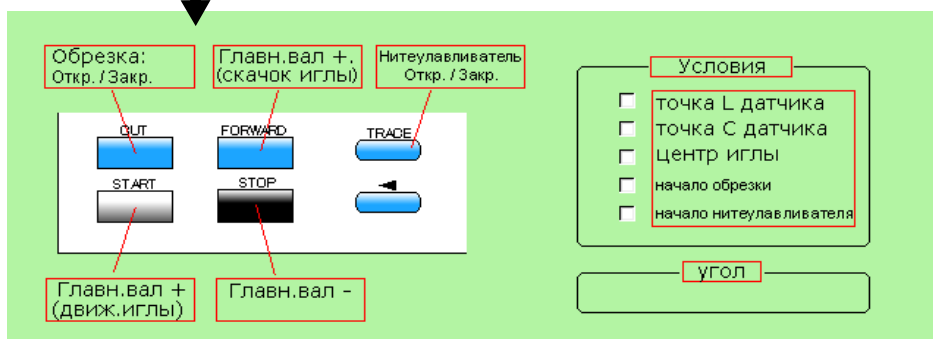 Обрезка:
Откр. / Закр.
Главн.вал +.
(скачок иглы)
Нитеулавливатель
Откр. / Закр.
CUT
FORWARD
TRACE
START
STOP
Главн.вал +
(движ.иглы)
Главн.вал -
Условия
точка L датчика
точка C датчика
центр иглы
начало обрезки
начало нитеулавливателя
угол